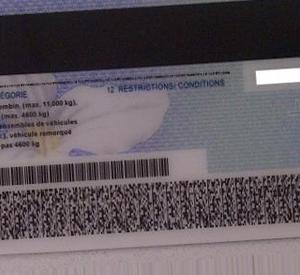 ÉGORIE
12 RESTRICTIONS/ CONDITIONS
ombin. (max. 11,000 kg),
(max. 4600 kg)
ensembles de véhicules
), véhicule remorqué
pas 4600 kg